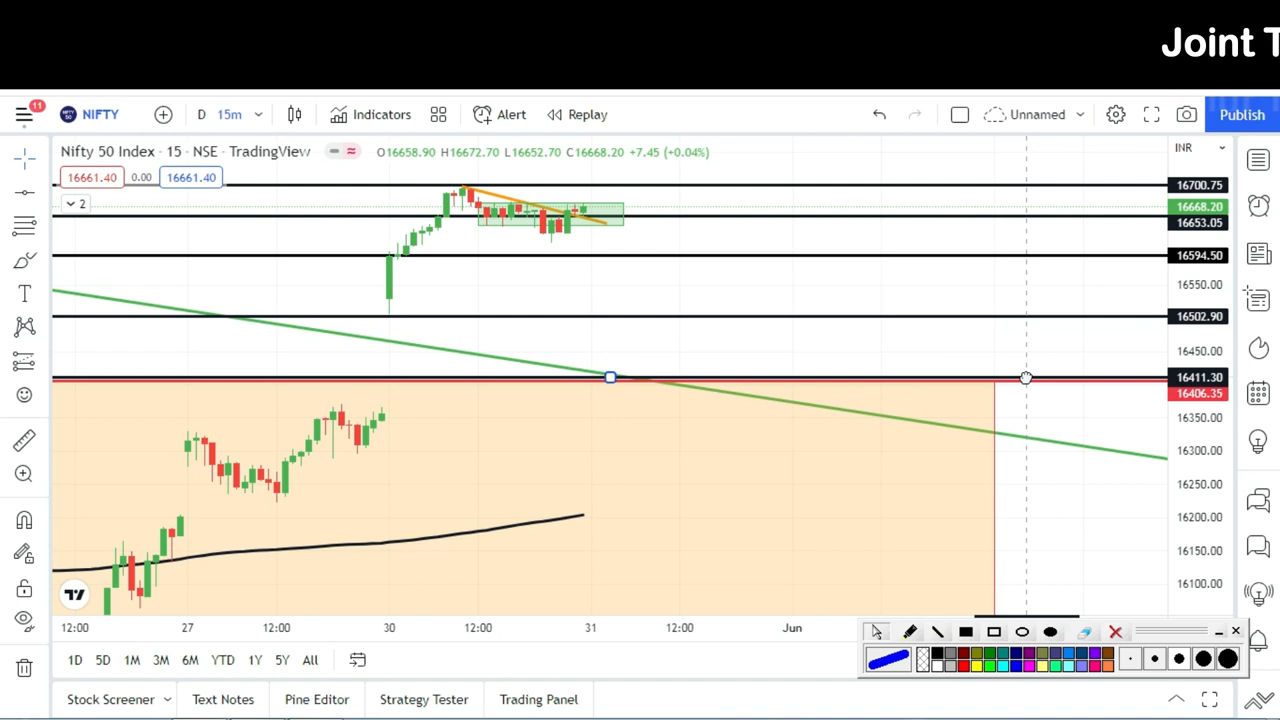 Joint T
11
NIFTY
D
15m
Indicators
Alert
Replay
Unnamed
Publish
Nifty 50 Index · 15 · NSE · TradingView
O16658.90 H16672.70 L16652.70 C16668.20 +7.45 (+0.04%)
INR
16661.40
0.00
16661.40
2
16700.75
16668.20
16653.05
16594.50
16550.00
16502.90
16450.00
16411.30
16406.35
16350.00
16300.00
16250.00
16200.00
16150.00
16100.00
12:00
27
12:00
30
12:00
31
12:00
Jun
1D
5D
1M
3M
6M
YTD
1Y
5Y
All
Stock Screener
Text Notes
Pine Editor
Strategy Tester
Trading Panel